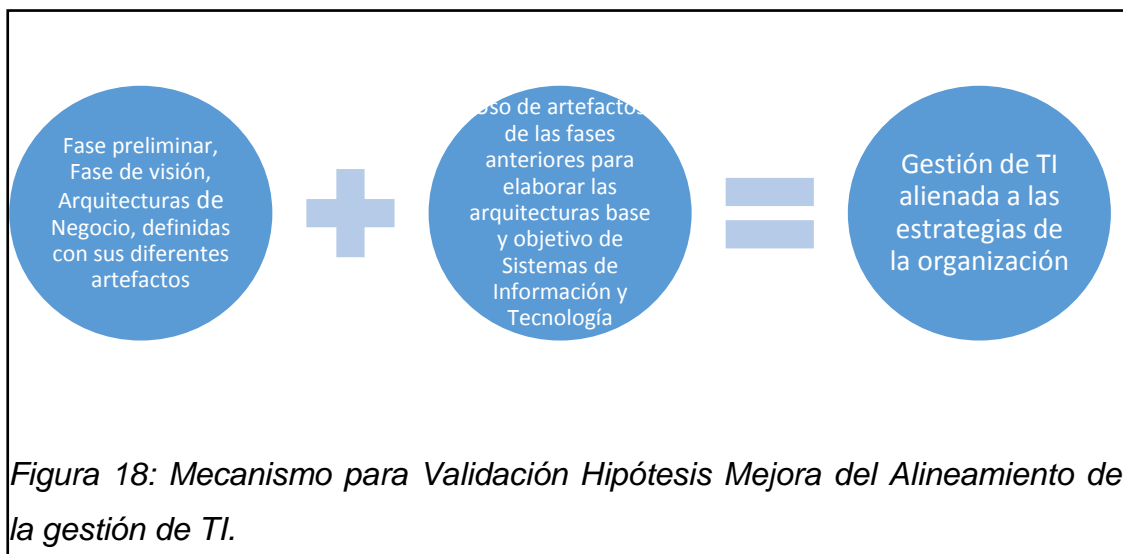 Fase preliminar,
Fase de visión,
Arquitecturas de
Negocio, definidas
con sus diferentes
artefactos
Uso de artefactos
de las fases
anteriores para
elaborar las
arquitecturas base
y objetivo de
Sistemas de
Información y
Tecnología
Gestión de TI
alienada a las
estrategias de
la organización
Figura 18: Mecanismo para Validación Hipótesis Mejora del Alineamiento de
la gestión de TI.